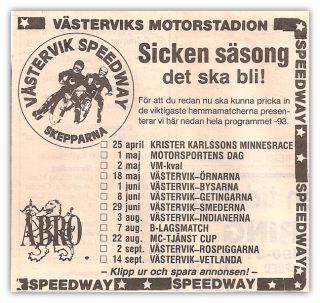 VÄSTERVIKS MOTORSTADION
VÄSTERVIK SPEEDWAY
SKEPPARNA
Sicken säsong
det ska bli!
För att du redan nu ska kunna pricka in
de viktigaste hemmamatcherna presen-
terar vi här nedan hela programmet -93.
25 april KRISTER KARLSSONS MINNESRACE
1 maj MOTORSPORTENS DAG
2 maj VM-kval
18 maj VÄSTERVIK–ÖRNARNA
1 juni VÄSTERVIK–BYSARNA
8 juni VÄSTERVIK–GETINGARNA
29 juni VÄSTERVIK–SMEDERNA
3 aug. VÄSTERVIK–INDIANERNA
7 aug. B-LAGSMATCH
22 aug. MC-TJÄNST CUP
2 sept. VÄSTERVIK–ROSPIGGARNA
14 sept. VÄSTERVIK–VETLANDA
– Klipp ur och spara annonsen! –
ABRO
SPEEDWAY
SPEEDWAY
SPEEDWAY
SPEEDWAY